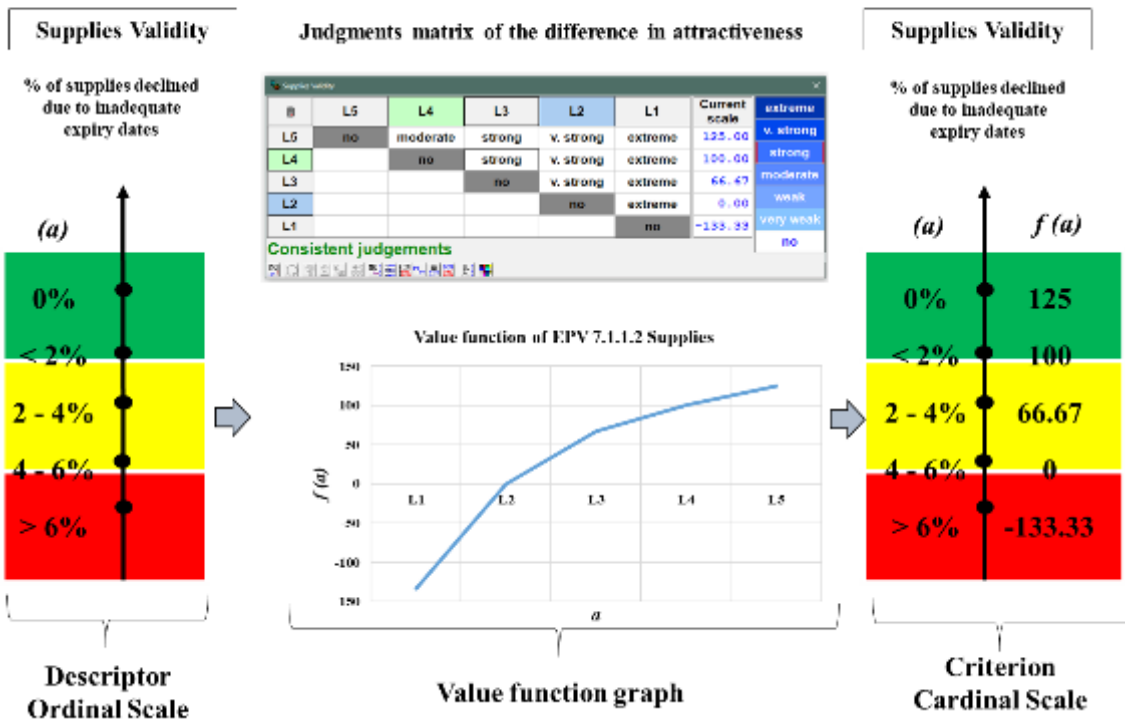 Supplies Validity
% of supplies declined
due to inadequate
expiry dates
(a)
0%
< 2%
2 - 4%
4 - 6%
> 6%
Descriptor
Ordinal Scale
Judgments matrix of the difference in attractiveness
Supplies Validity
L5 L4 L3 L2 L1 Current scale
L5 no moderate strong v. strong extreme 125.00
L4 no strong v. strong extreme 100.00
L3 no v. strong extreme 66.67
L2 no extreme 0.00
L1 no -133.33
extreme
v. strong
strong
moderate
weak
very weak
no
Consistent judgements
Value function of EPV 7.1.1.2 Supplies
150
100
50
0
50
-100
150
f (a)
L1 L2 L3 L4 L5
a
Value function graph
Supplies Validity
% of supplies declined
due to inadequate
expiry dates
(a) f (a)
0% 125
< 2% 100
2 - 4% 66.67
4 - 6% 0
> 6% -133.33
Criterion
Cardinal Scale